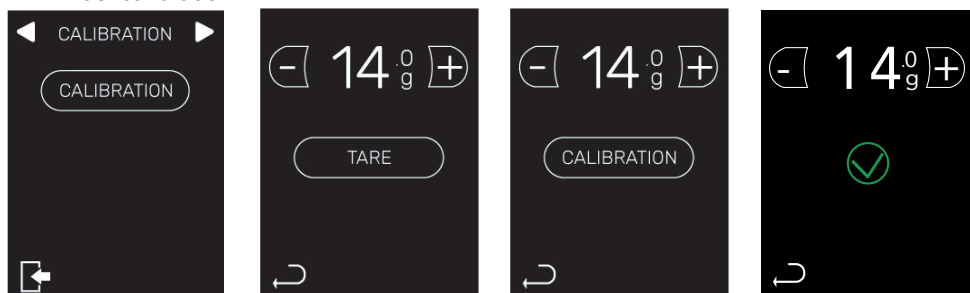 CALIBRATION
CALIBRATION
- 14.0 g +
TARE
- 14.0 g +
CALIBRATION
- 14.0 g +